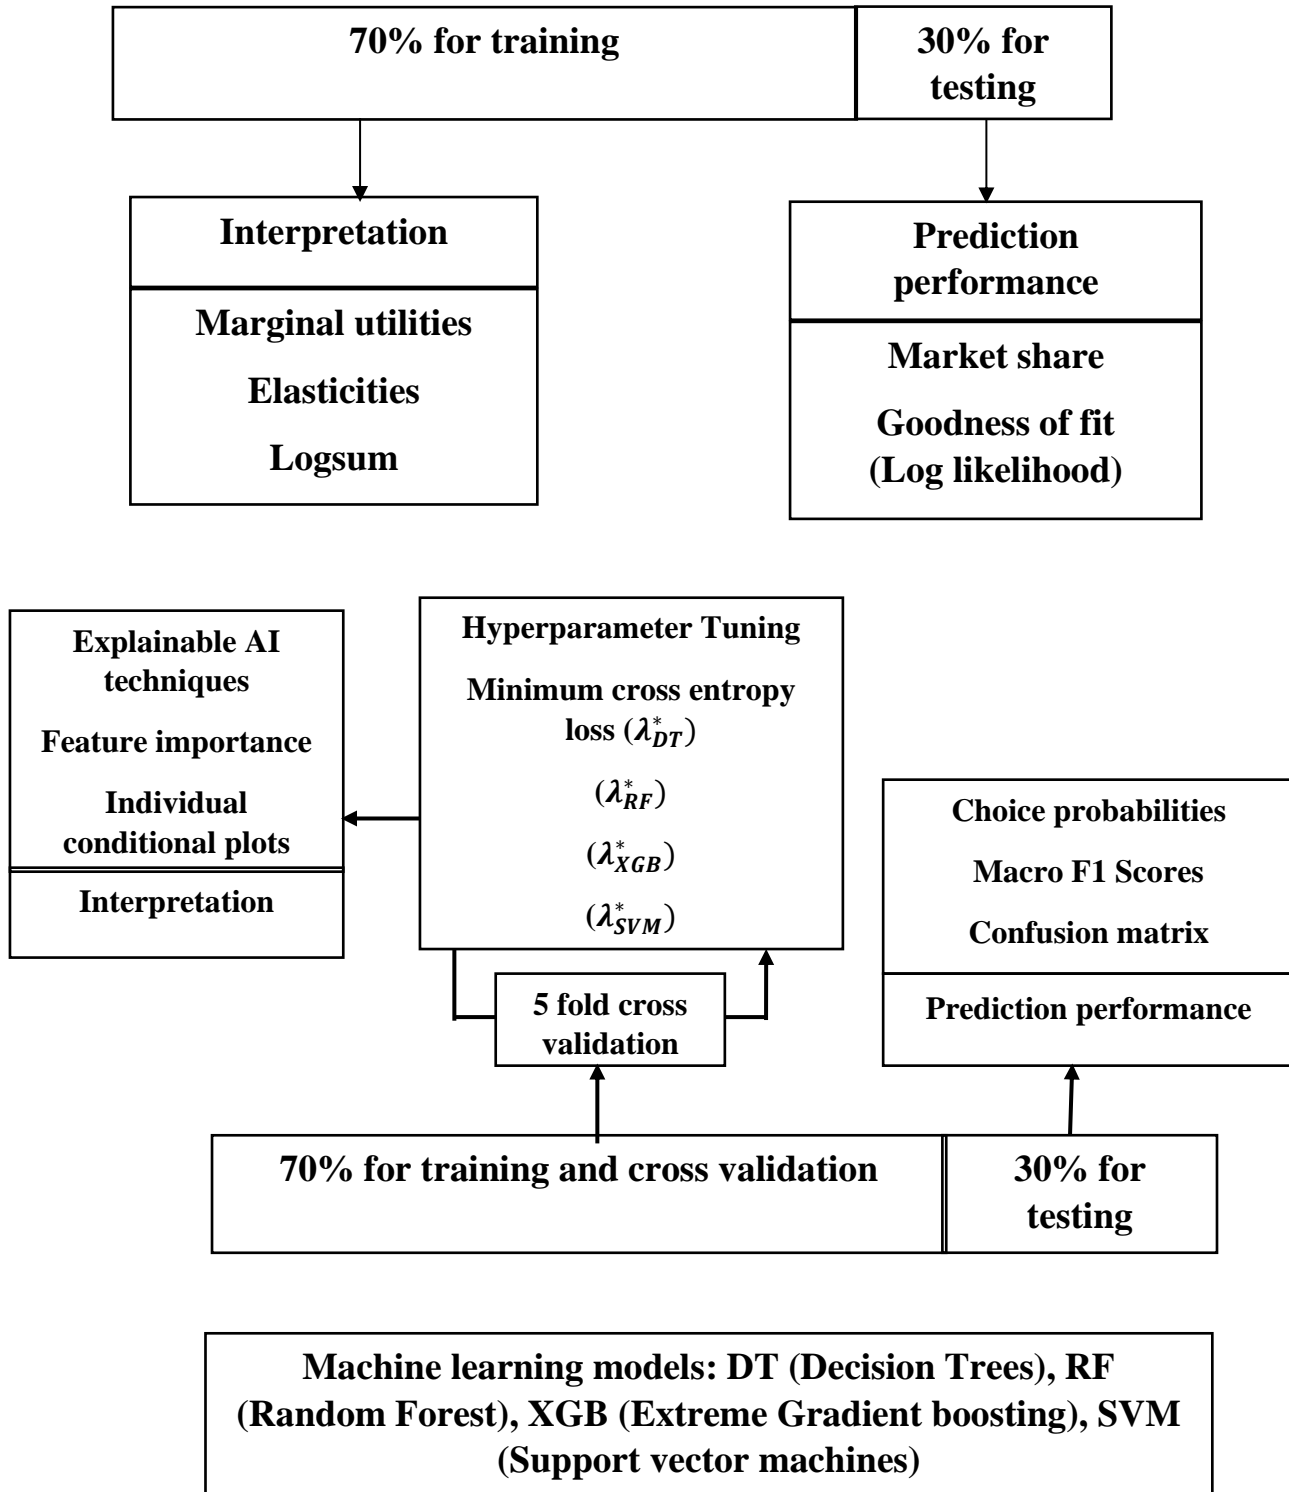 70% for training
30% for
testing
Interpretation
Marginal utilities
Elasticities
Logsum
Prediction
performance
Market share
Goodness of fit
(Log likelihood)
Explainable AI
techniques
Feature importance
Individual
conditional plots
Interpretation
Hyperparameter Tuning
Minimum cross entropy
loss (λ*DT)
(λ*RF)
(λ*XGB)
(λ*SVM)
5 fold cross
validation
Choice probabilities
Macro F1 Scores
Confusion matrix
Prediction performance
70% for training and cross validation
30% for
testing
Machine learning models: DT (Decision Trees), RF
(Random Forest), XGB (Extreme Gradient boosting), SVM
(Support vector machines)